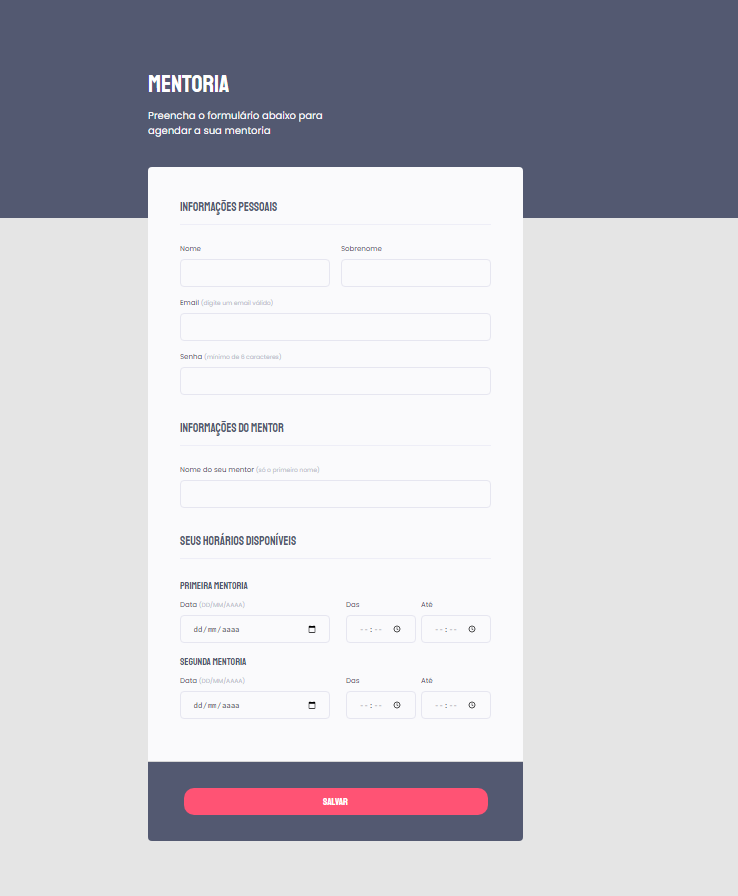 MENTORIA
Preencha o formulário abaixo para
agendar a sua mentoria
INFORMAÇÕES PESSOAIS
Nome Sobrenome
Email (digite um email válido)
Senha (mínimo de 6 caracteres)
INFORMAÇÕES DO MENTOR
Nome do seu mentor (só o primeiro nome)
SEUS HORÁRIOS DISPONÍVEIS
PRIMEIRA MENTORIA
Data (DD/MM/AAAA) Das Até
dd/mm/aaaa --:-- --:--
SEGUNDA MENTORIA
Data (DD/MM/AAAA) Das Até
dd/mm/aaaa --:-- --:--
SALVAR